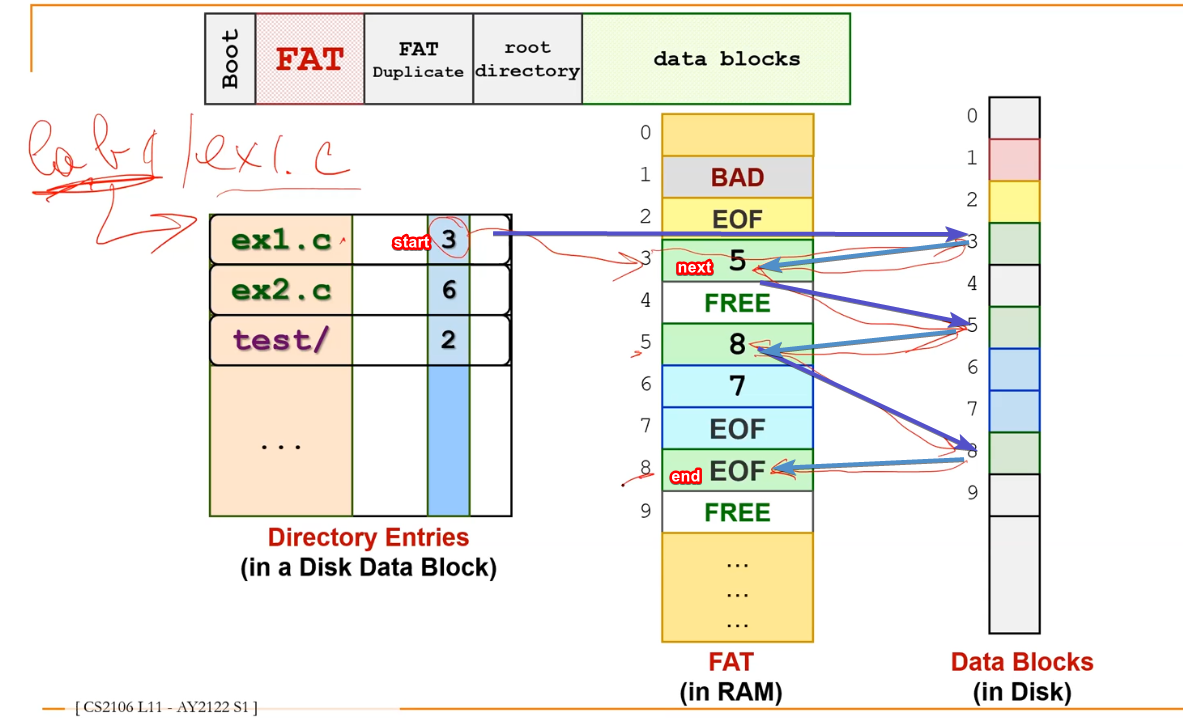 Boot
FAT
FAT
Duplicate
root
directory
data blocks
lab1/ex1.c
ex1.c start 3
ex2.c 6
test/ 2
...
Directory Entries
(in a Disk Data Block)
0
1 BAD
2 EOF
3 next 5
4 FREE
5 8
6 7
7 EOF
8 end EOF
9 FREE
...
...
...
FAT
(in RAM)
0
1
2
3
4
5
6
7
8
9
Data Blocks
(in Disk)
[ CS2106 L11 - AY2122 S1 ]